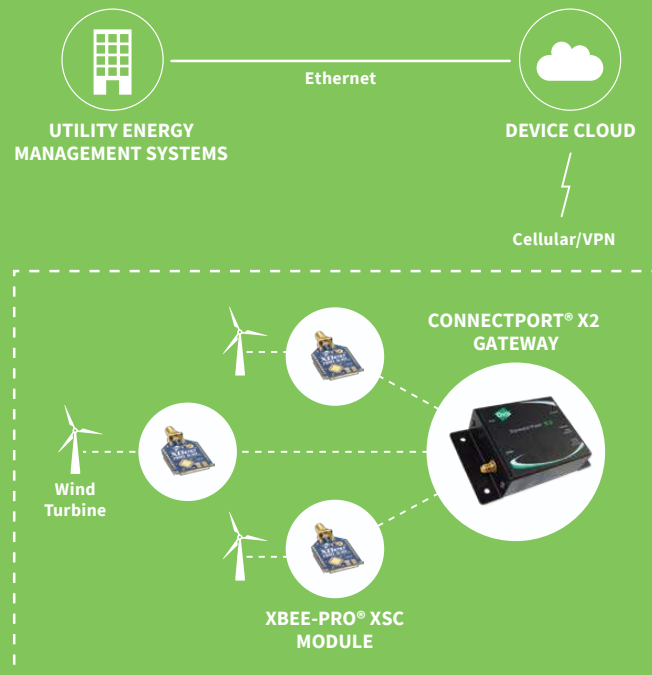 Ethernet
UTILITY ENERGY
MANAGEMENT SYSTEMS
DEVICE CLOUD
Cellular/VPN
CONNECTPORT® X2
GATEWAY
Wind
Turbine
XBEE-PRO® XSC
MODULE